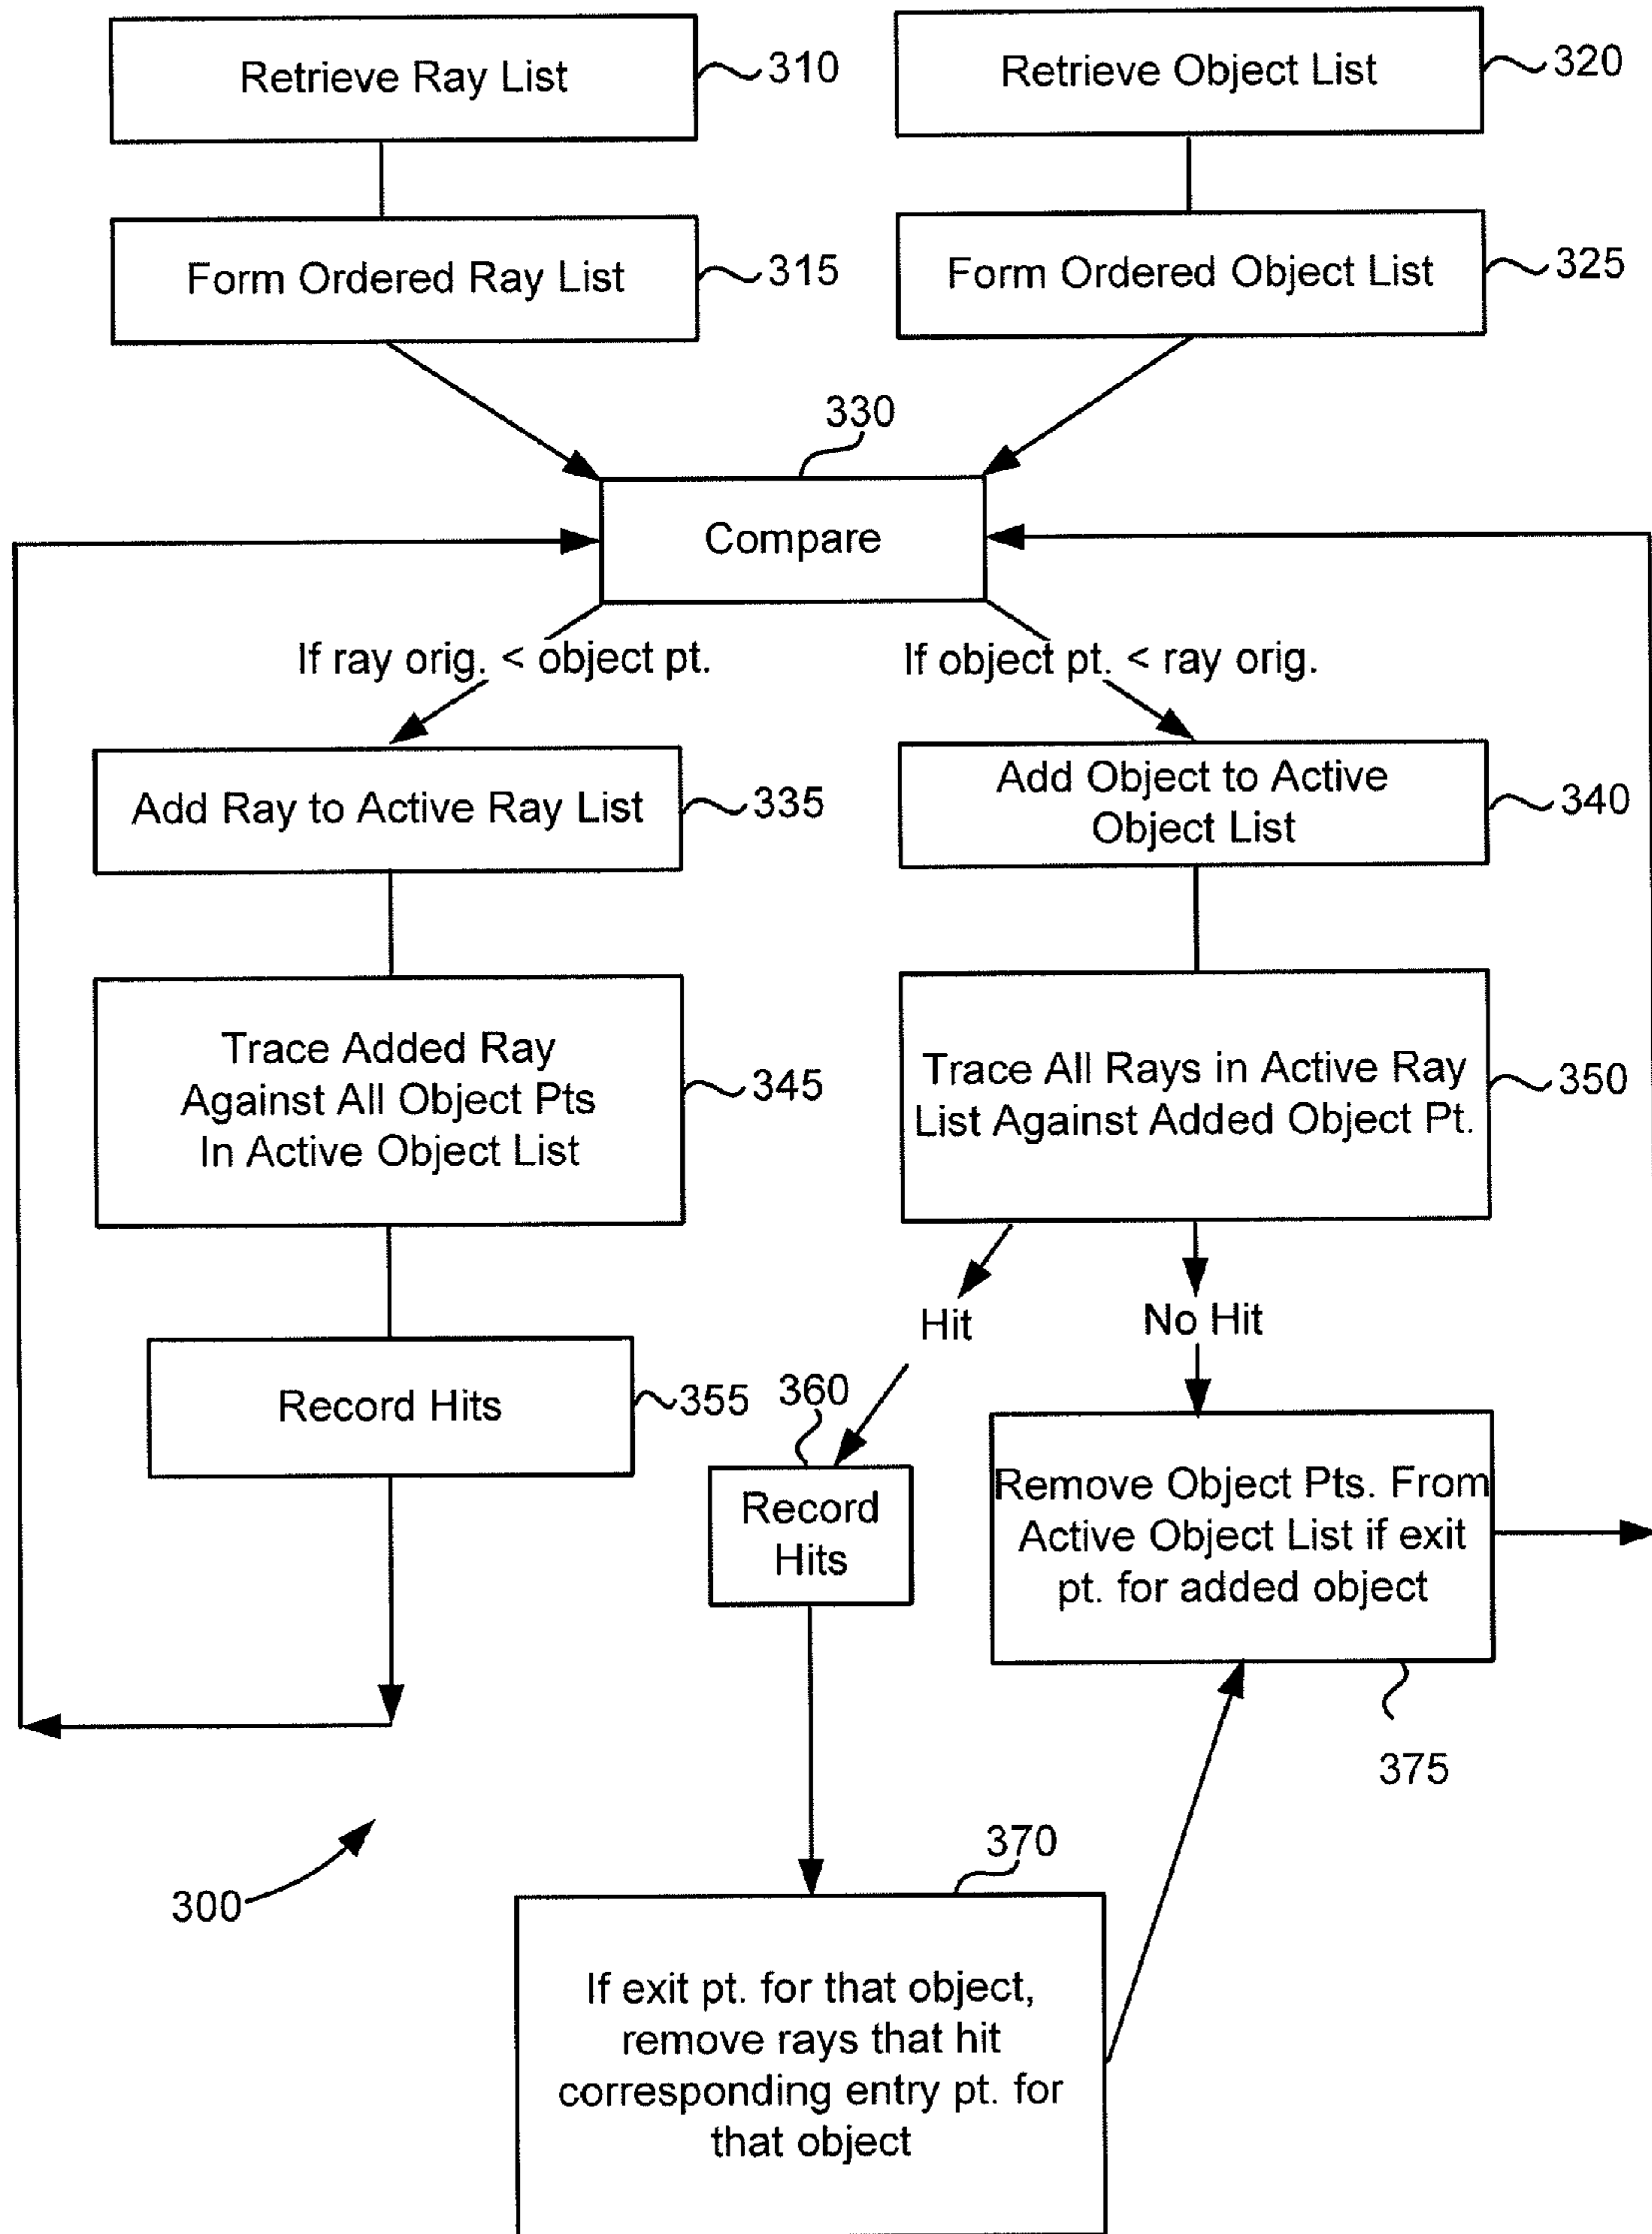 Retrieve Ray List
310
Retrieve Object List
320
Form Ordered Ray List
315
Form Ordered Object List
325
330
Compare
If ray orig. < object pt.
If object pt. < ray orig.
Add Ray to Active Ray List
335
Add Object to Active
Object List
340
Trace Added Ray
Against All Object Pts
In Active Object List
345
Trace All Rays in Active Ray
List Against Added Object Pt.
350
Hit
No Hit
Record Hits
355
360
Record
Hits
Remove Object Pts. From
Active Object List if exit
pt. for added object
375
300
370
If exit pt. for that object,
remove rays that hit
corresponding entry pt. for
that object